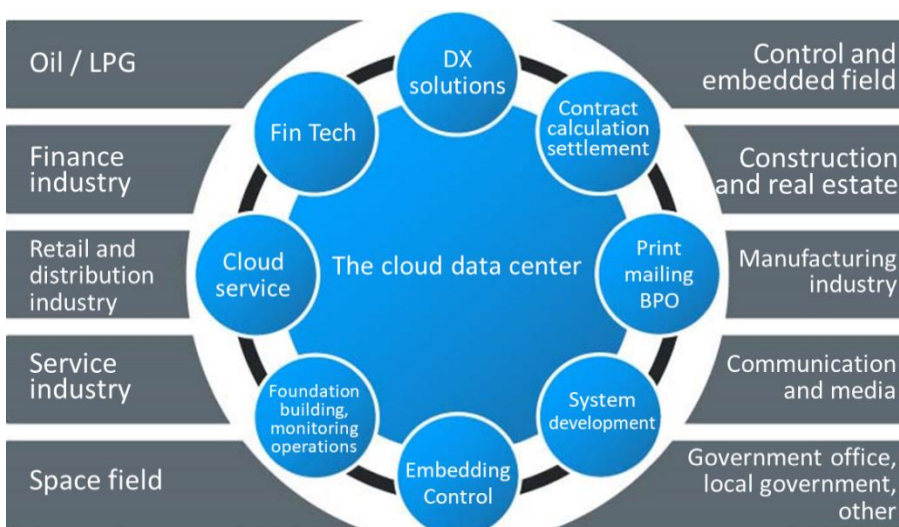 Oil / LPG
Finance
industry
Retail and
distribution
industry
Service
industry
Space field
DX
solutions
Contract
calculation
settlement
Print
mailing
BPO
System
development
Embedding
Control
Foundation
building,
monitoring
operations
Cloud
service
Fin Tech
The cloud data center
Control and
embedded field
Construction
and real estate
Manufacturing
industry
Communication
and media
Government office,
local government,
other